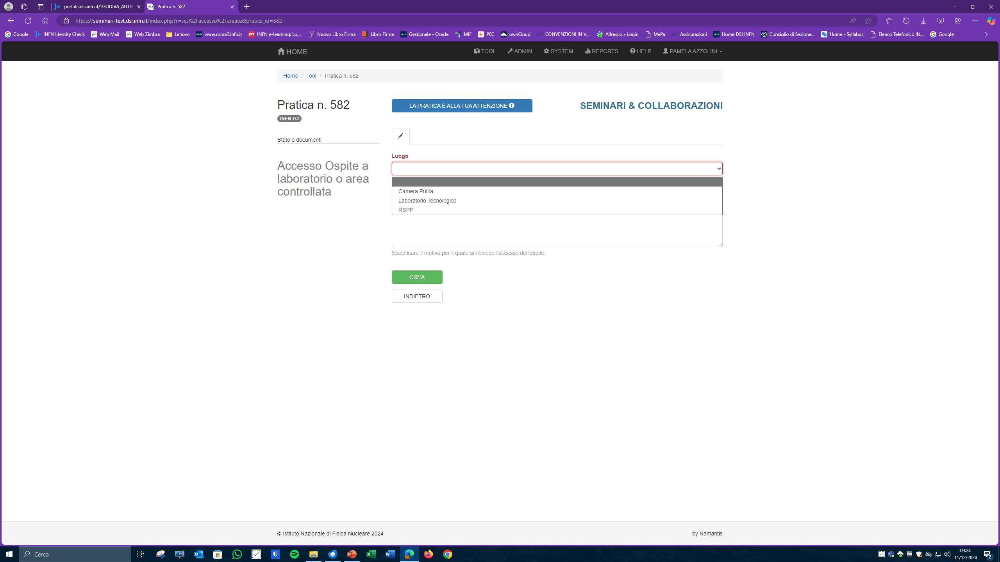 portale.dsi.infn.it/?GODIVA_AUTH
Pratica n. 582
https://seminari-test.dsi.infn.it/index.php?r=scs%2Faccesso%2Fcreate&pratica_id=582
Google
INFN Identity Check
Web Mail
Web Zimbra
Lenovo
www.roma2.infn.it
INFN e-learning: Lo...
Nuovo Libro Firma
Libro Firma
Gestionale - Oracle
MIF
PEC
ownCloud
CONVENZIONI IN V...
Alfresco » Login
MePa
Assicurazioni
Home DSI INFN
Consiglio di Sezione...
Home - Syllabus
Elenco Telefonico IN...
Google
HOME
TOOL
ADMIN
SYSTEM
REPORTS
HELP
PAMELA AZZOLINI
Home / Tool / Pratica n. 582
Pratica n. 582
INFN TO
LA PRATICA É ALLA TUA ATTENZIONE
SEMINARI & COLLABORAZIONI
Stato e documenti
Accesso Ospite a
laboratorio o area
controllata
Luogo
Camera Pulita
Laboratorio Tecnologico
RSPP
Specificare il motivo per il quale si richiede l'accesso dell'ospite.
CREA
INDIETRO
© Istituto Nazionale di Fisica Nucleare 2024
by Namantis
Cerca
09:24
11/12/2024
2